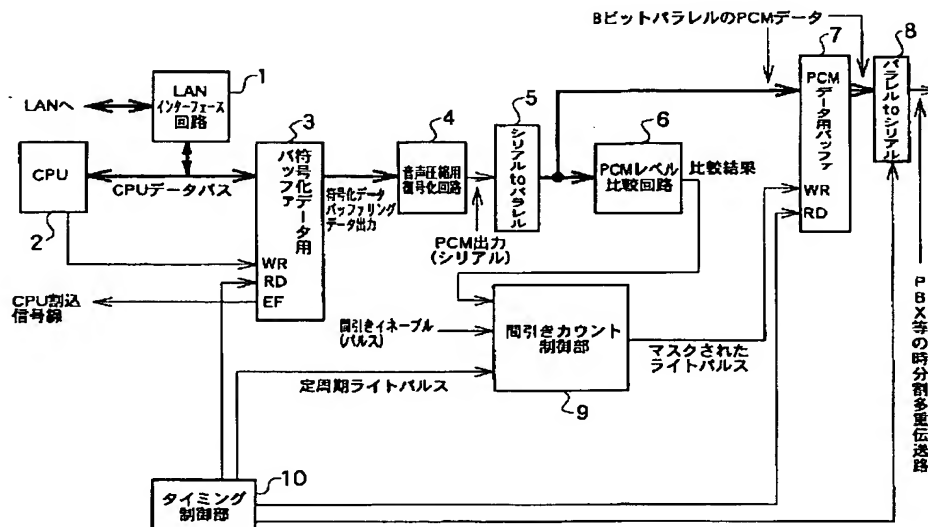 8ビットパラレルのPCMデータ
7
8
1
LANへ
LAN
インターフェース
回路
3
符号化データ用
バッファ
4
5
シリアルtoパラレル
6
PCM
データ用バッファ
パラレルtoシリアル
CPU
CPUデータバス
符号化データ
バッファリング
データ出力
音声圧縮用
復号化回路
PCMレベル
比較回路
比較結果
2
PCM出力
(シリアル)
WR
RD
WR
RD
EF
CPU割込
信号線
間引きイネーブル
(パルス)
間引きカウント
制御部
マスクされた
ライトパルス
PBX等の時分割多重伝送路
定周期ライトパルス
9
10
タイミング
制御部